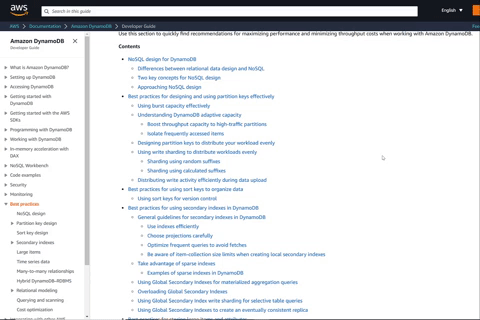 aws
Search in this guide
English
AWS > Documentation > Amazon DynamoDB > Developer Guide
Amazon DynamoDB
Developer Guide
What is Amazon DynamoDB?
Setting up DynamoDB
Accessing DynamoDB
Getting started with
DynamoDB
Getting started with the AWS
SDKs
Programming with DynamoDB
Working with DynamoDB
In-memory acceleration with
DAX
NoSQL Workbench
Code examples
Security
Monitoring
Best practices
NoSQL design
Partition key design
Sort key design
Secondary indexes
Large items
Time series data
Many-to-many relationships
Hybrid DynamoDB–RDBMS
Relational modeling
Querying and scanning
Cost optimization
Use this section to quickly find recommendations for maximizing performance and minimizing throughput costs when working with Amazon DynamoDB.
Contents
NoSQL design for DynamoDB
Differences between relational data design and NoSQL
Two key concepts for NoSQL design
Approaching NoSQL design
Best practices for designing and using partition keys effectively
Using burst capacity effectively
Understanding DynamoDB adaptive capacity
Boost throughput capacity to high-traffic partitions
Isolate frequently accessed items
Designing partition keys to distribute your workload evenly
Using write sharding to distribute workloads evenly
Sharding using random suffixes
Sharding using calculated suffixes
Distributing write activity efficiently during data upload
Best practices for using sort keys to organize data
Using sort keys for version control
Best practices for using secondary indexes in DynamoDB
General guidelines for secondary indexes in DynamoDB
Use indexes efficiently
Choose projections carefully
Optimize frequent queries to avoid fetches
Be aware of item-collection size limits when creating local secondary indexes
Take advantage of sparse indexes
Examples of sparse indexes in DynamoDB
Using Global Secondary Indexes for materialized aggregation queries
Overloading Global Secondary Indexes
Using Global Secondary Index write sharding for selective table queries
Using Global Secondary Indexes to create an eventually consistent replica